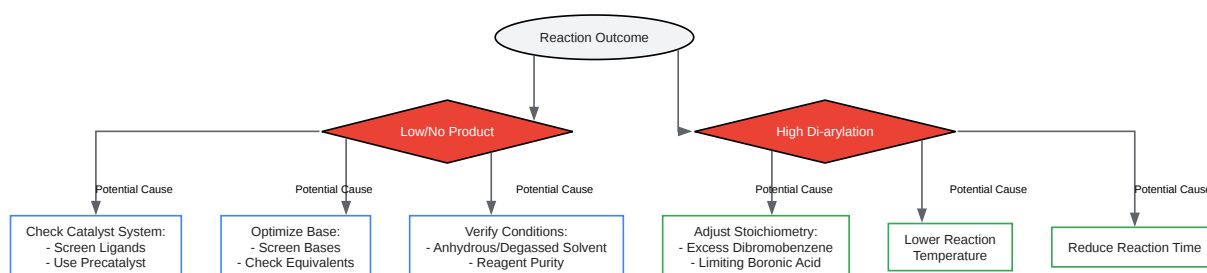 Reaction Outcome
Low/No Product
High Di-arylation
Potential Cause
Potential Cause
Potential Cause
Potential Cause
Potential Cause
Potential Cause
Check Catalyst System:
- Screen Ligands
- Use Precatalyst
Optimize Base:
- Screen Bases
- Check Equivalents
Verify Conditions:
- Anhydrous/Degassed Solvent
- Reagent Purity
Adjust Stoichiometry:
- Excess Dibromobenzene
- Limiting Boronic Acid
Lower Reaction
Temperature
Reduce Reaction Time